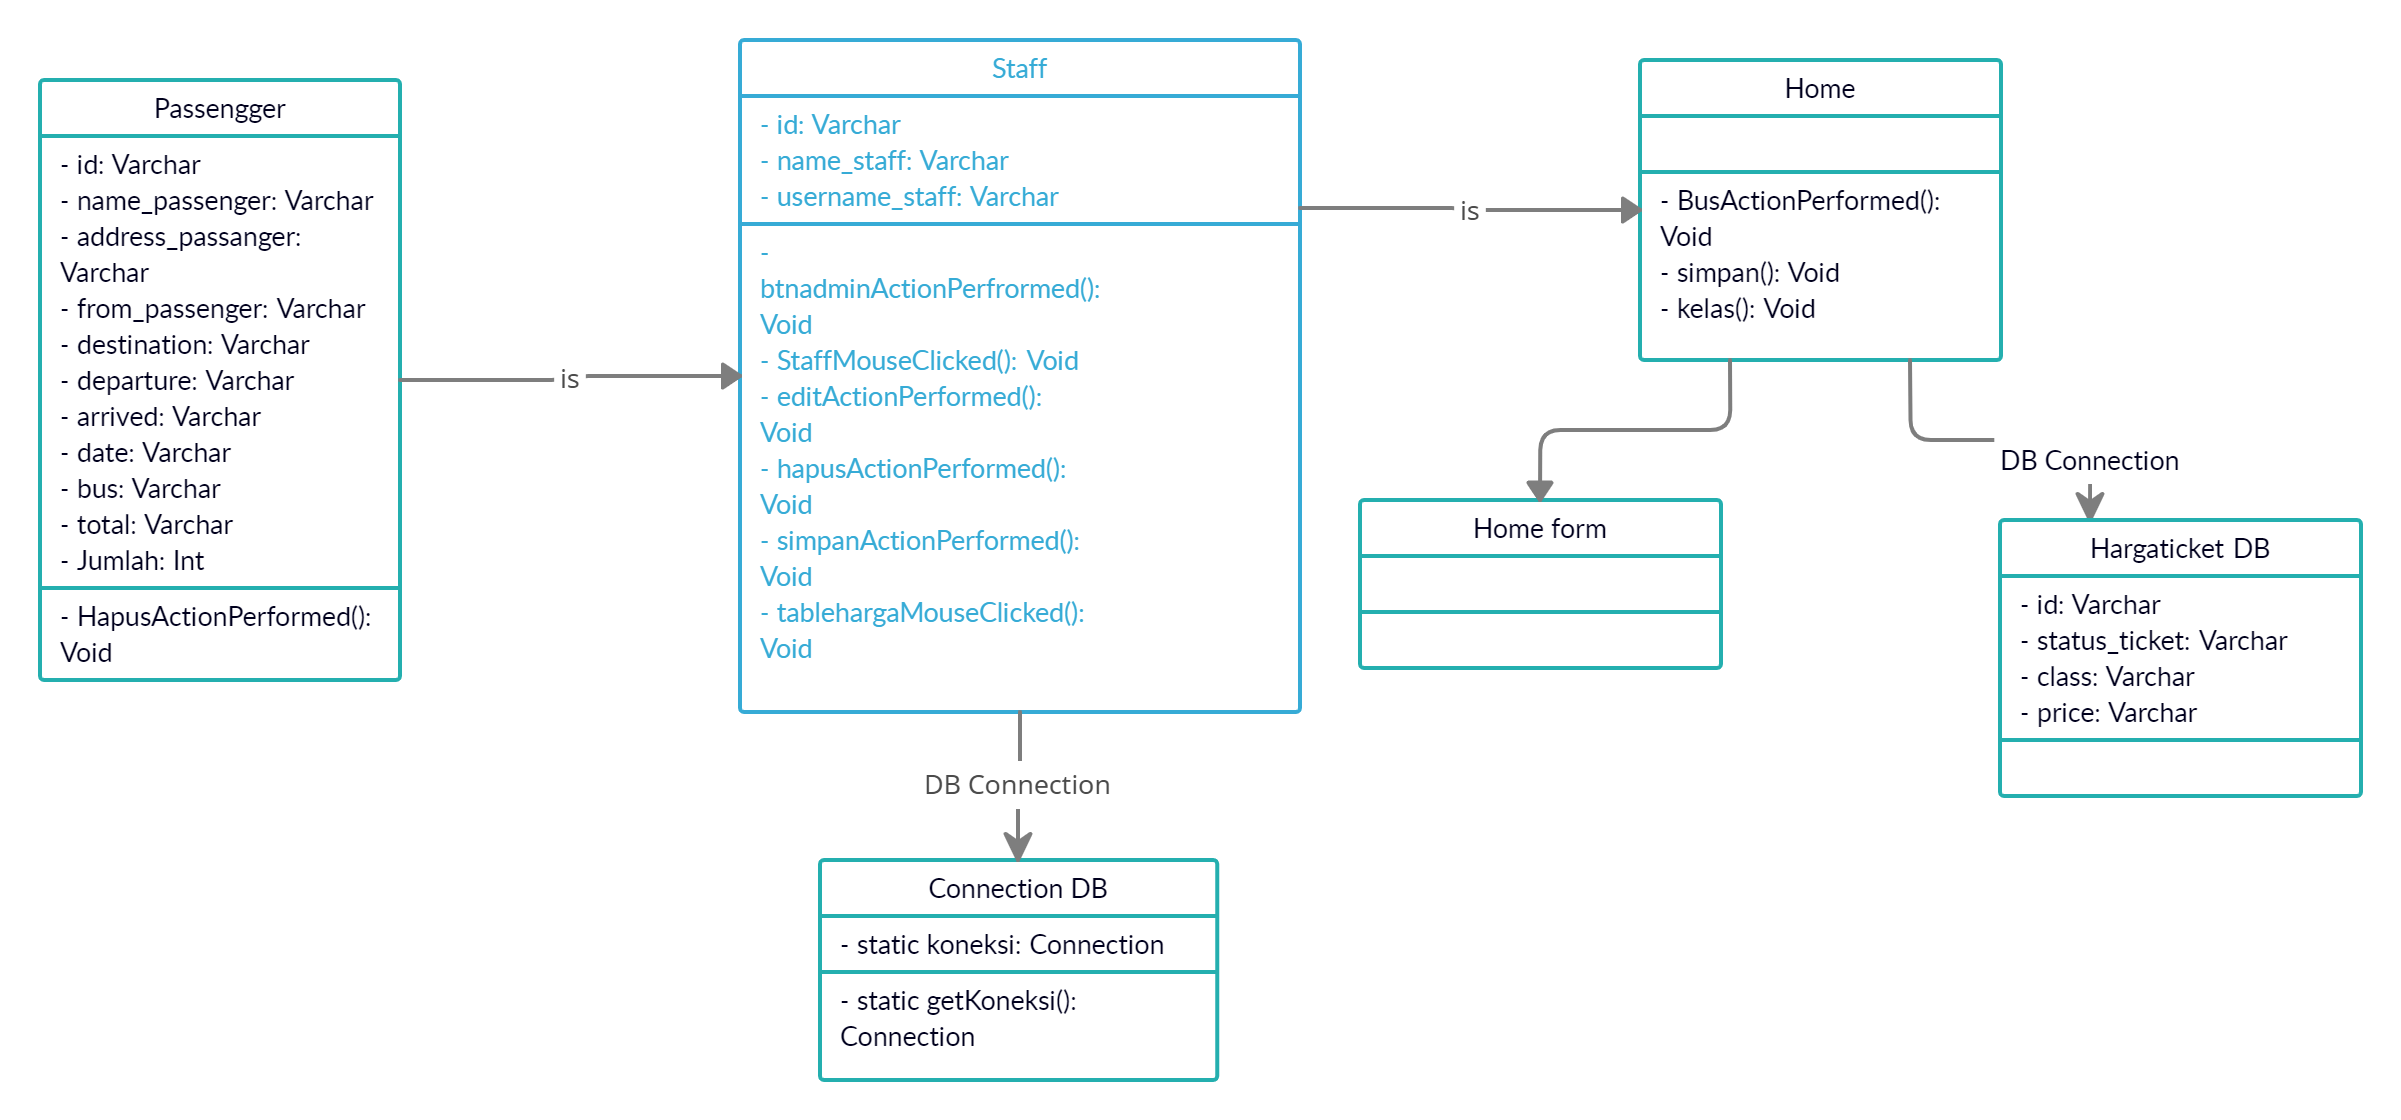 Passengger
- id: Varchar
- name_passenger: Varchar
- address_passanger:
Varchar
- from_passenger: Varchar
- destination: Varchar
- departure: Varchar
- arrived: Varchar
- date: Varchar
- bus: Varchar
- total: Varchar
- Jumlah: Int
- HapusActionPerformed():
Void
is
Staff
- id: Varchar
- name_staff: Varchar
- username_staff: Varchar
-
btnadminActionPerfrormed():
Void
- StaffMouseClicked(): Void
- editActionPerformed():
Void
- hapusActionPerformed():
Void
- simpanActionPerformed():
Void
- tablehargaMouseClicked():
Void
DB Connection
Connection DB
- static koneksi: Connection
- static getKoneksi():
Connection
is
Home
- BusActionPerformed():
Void
- simpan(): Void
- kelas(): Void
Home form
DB Connection
Hargaticket DB
- id: Varchar
- status_ticket: Varchar
- class: Varchar
- price: Varchar